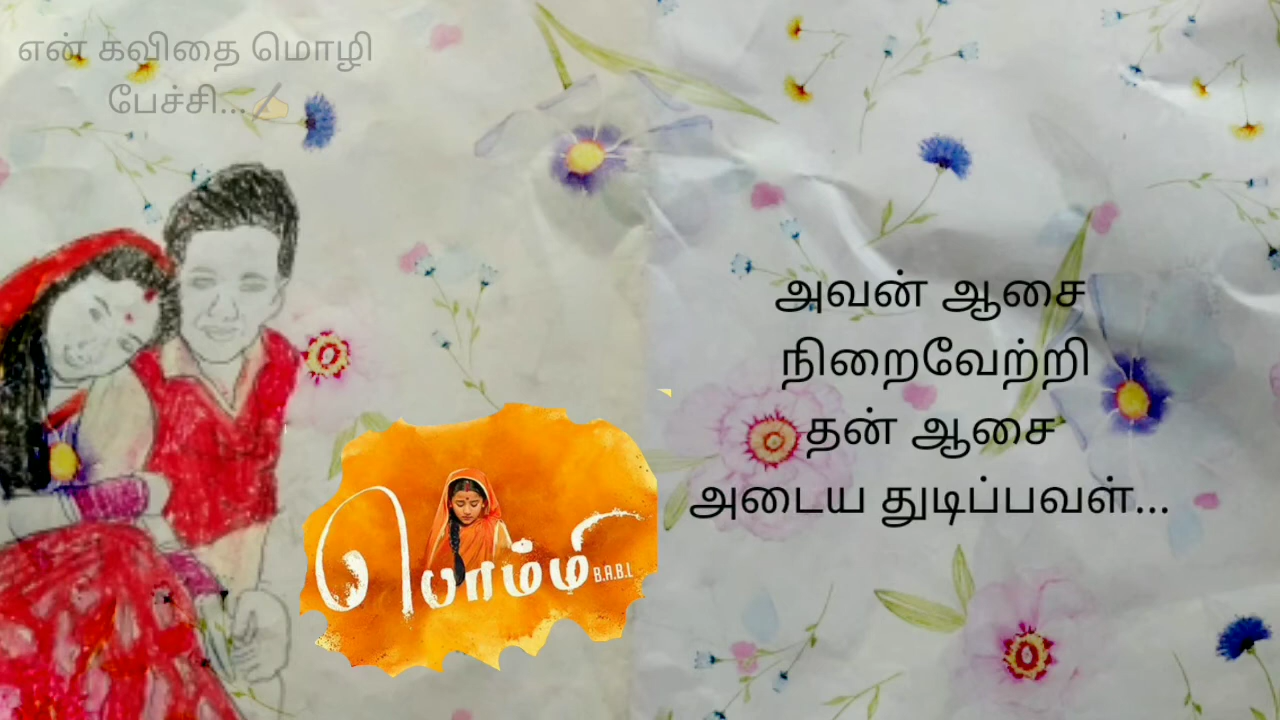 என் கவிதை மொழி
பேச்சி...✍
பொம்மி B.A.B.L
அவன் ஆசை
நிறைவேற்றி
தன் ஆசை
அடைய துடிப்பவள்...